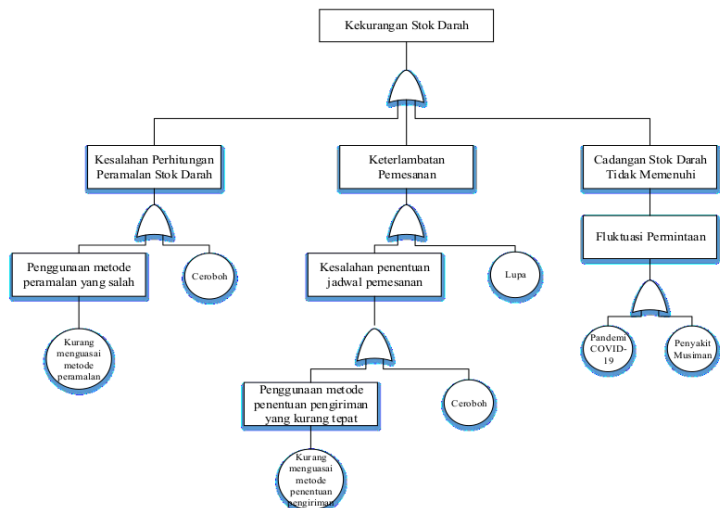 Kekurangan Stok Darah
Kesalahan Perhitungan
Peramalan Stok Darah
Keterlambatan
Pemesanan
Cadangan Stok Darah
Tidak Memenuhi
Penggunaan metode
peramalan yang salah
Ceroboh
Kesalahan penentuan
jadwal pemesanan
Lupa
Fluktuasi Permintaan
Kurang
menguasai
metode
peramalan
Pandemi
COVID-
19
Penyakit
Musiman
Penggunaan metode
penentuan pengiriman
yang kurang tepat
Ceroboh
Kurang
menguasai
metode
penentuan
pengiriman